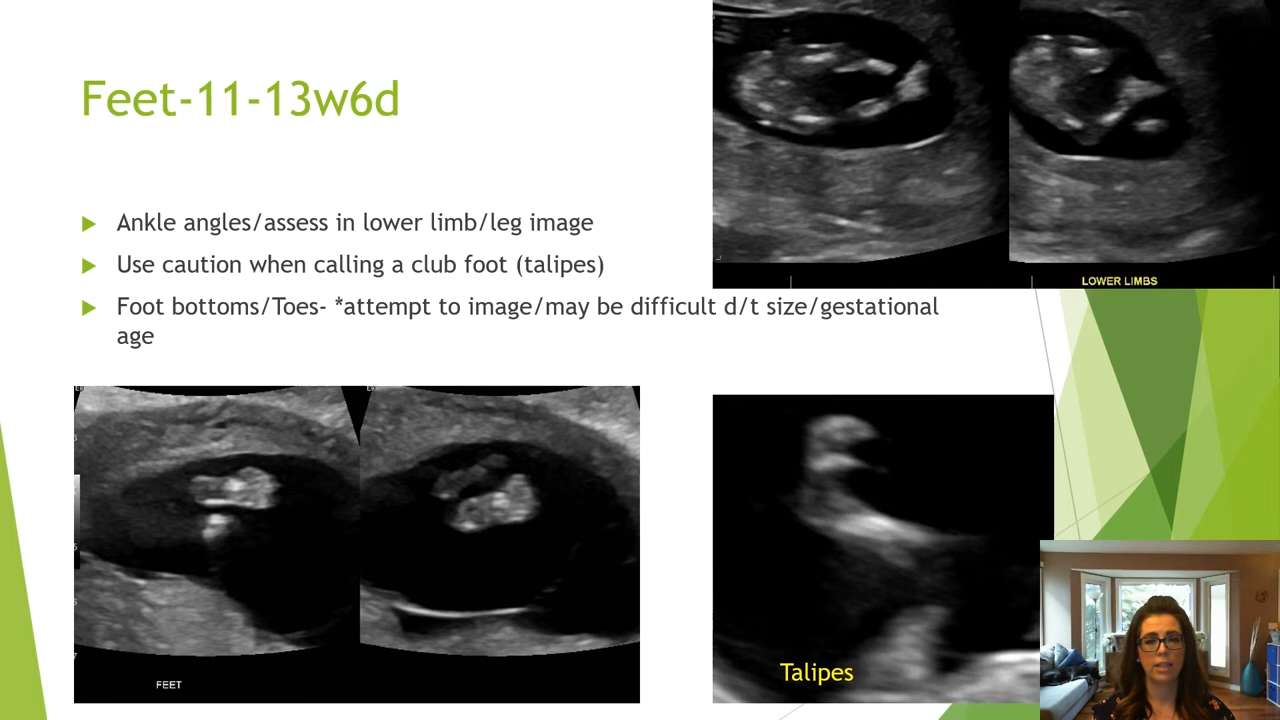 Feet-11-13w6d
Ankle angles/assess in lower limb/leg image
Use caution when calling a club foot (talipes)
Foot bottoms/Toes- *attempt to image/may be difficult d/t size/gestational
age
LOWER LIMBS
FEET
Talipes